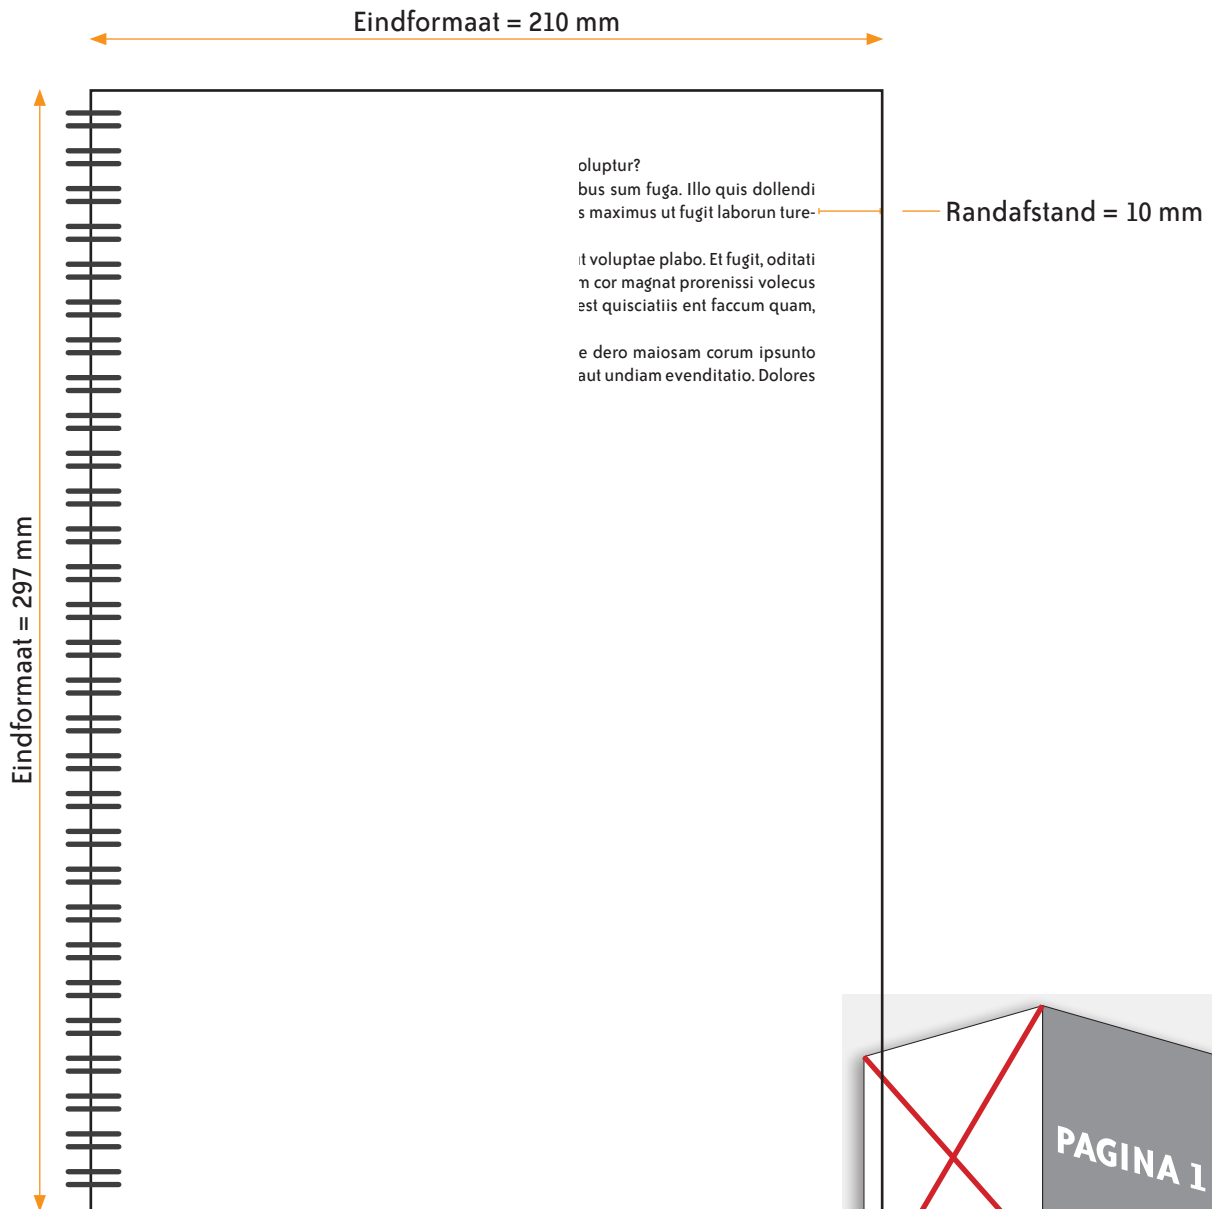 Eindformaat = 210 mm
oluptur?
bus sum fuga. Illo quis dollendi
s maximus ut fugit laborun ture-
Randafstand = 10 mm
t voluptae plabo. Et fugit, oditati
m cor magnat prorenissi volecus
est quisciatiis ent faccum quam,
e dero maiosam corum ipsunto
aut undiam evenditatio. Dolores
Eindformaat = 297 mm
PAGINA 1